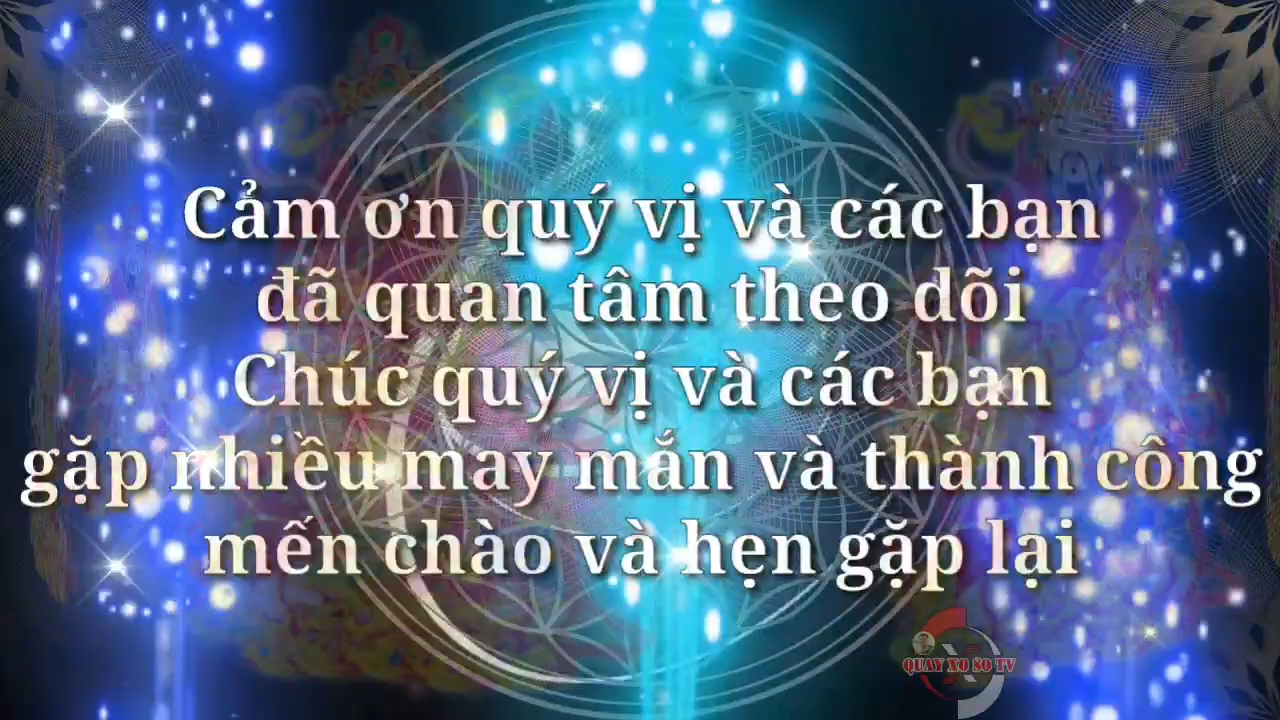 Cảm ơn quý vị và các bạn
đã quan tâm theo dõi
Chúc quý vị và các bạn
gặp nhiều may mắn và thành công
mến chào và hẹn gặp lại
QUAY XO SO TV